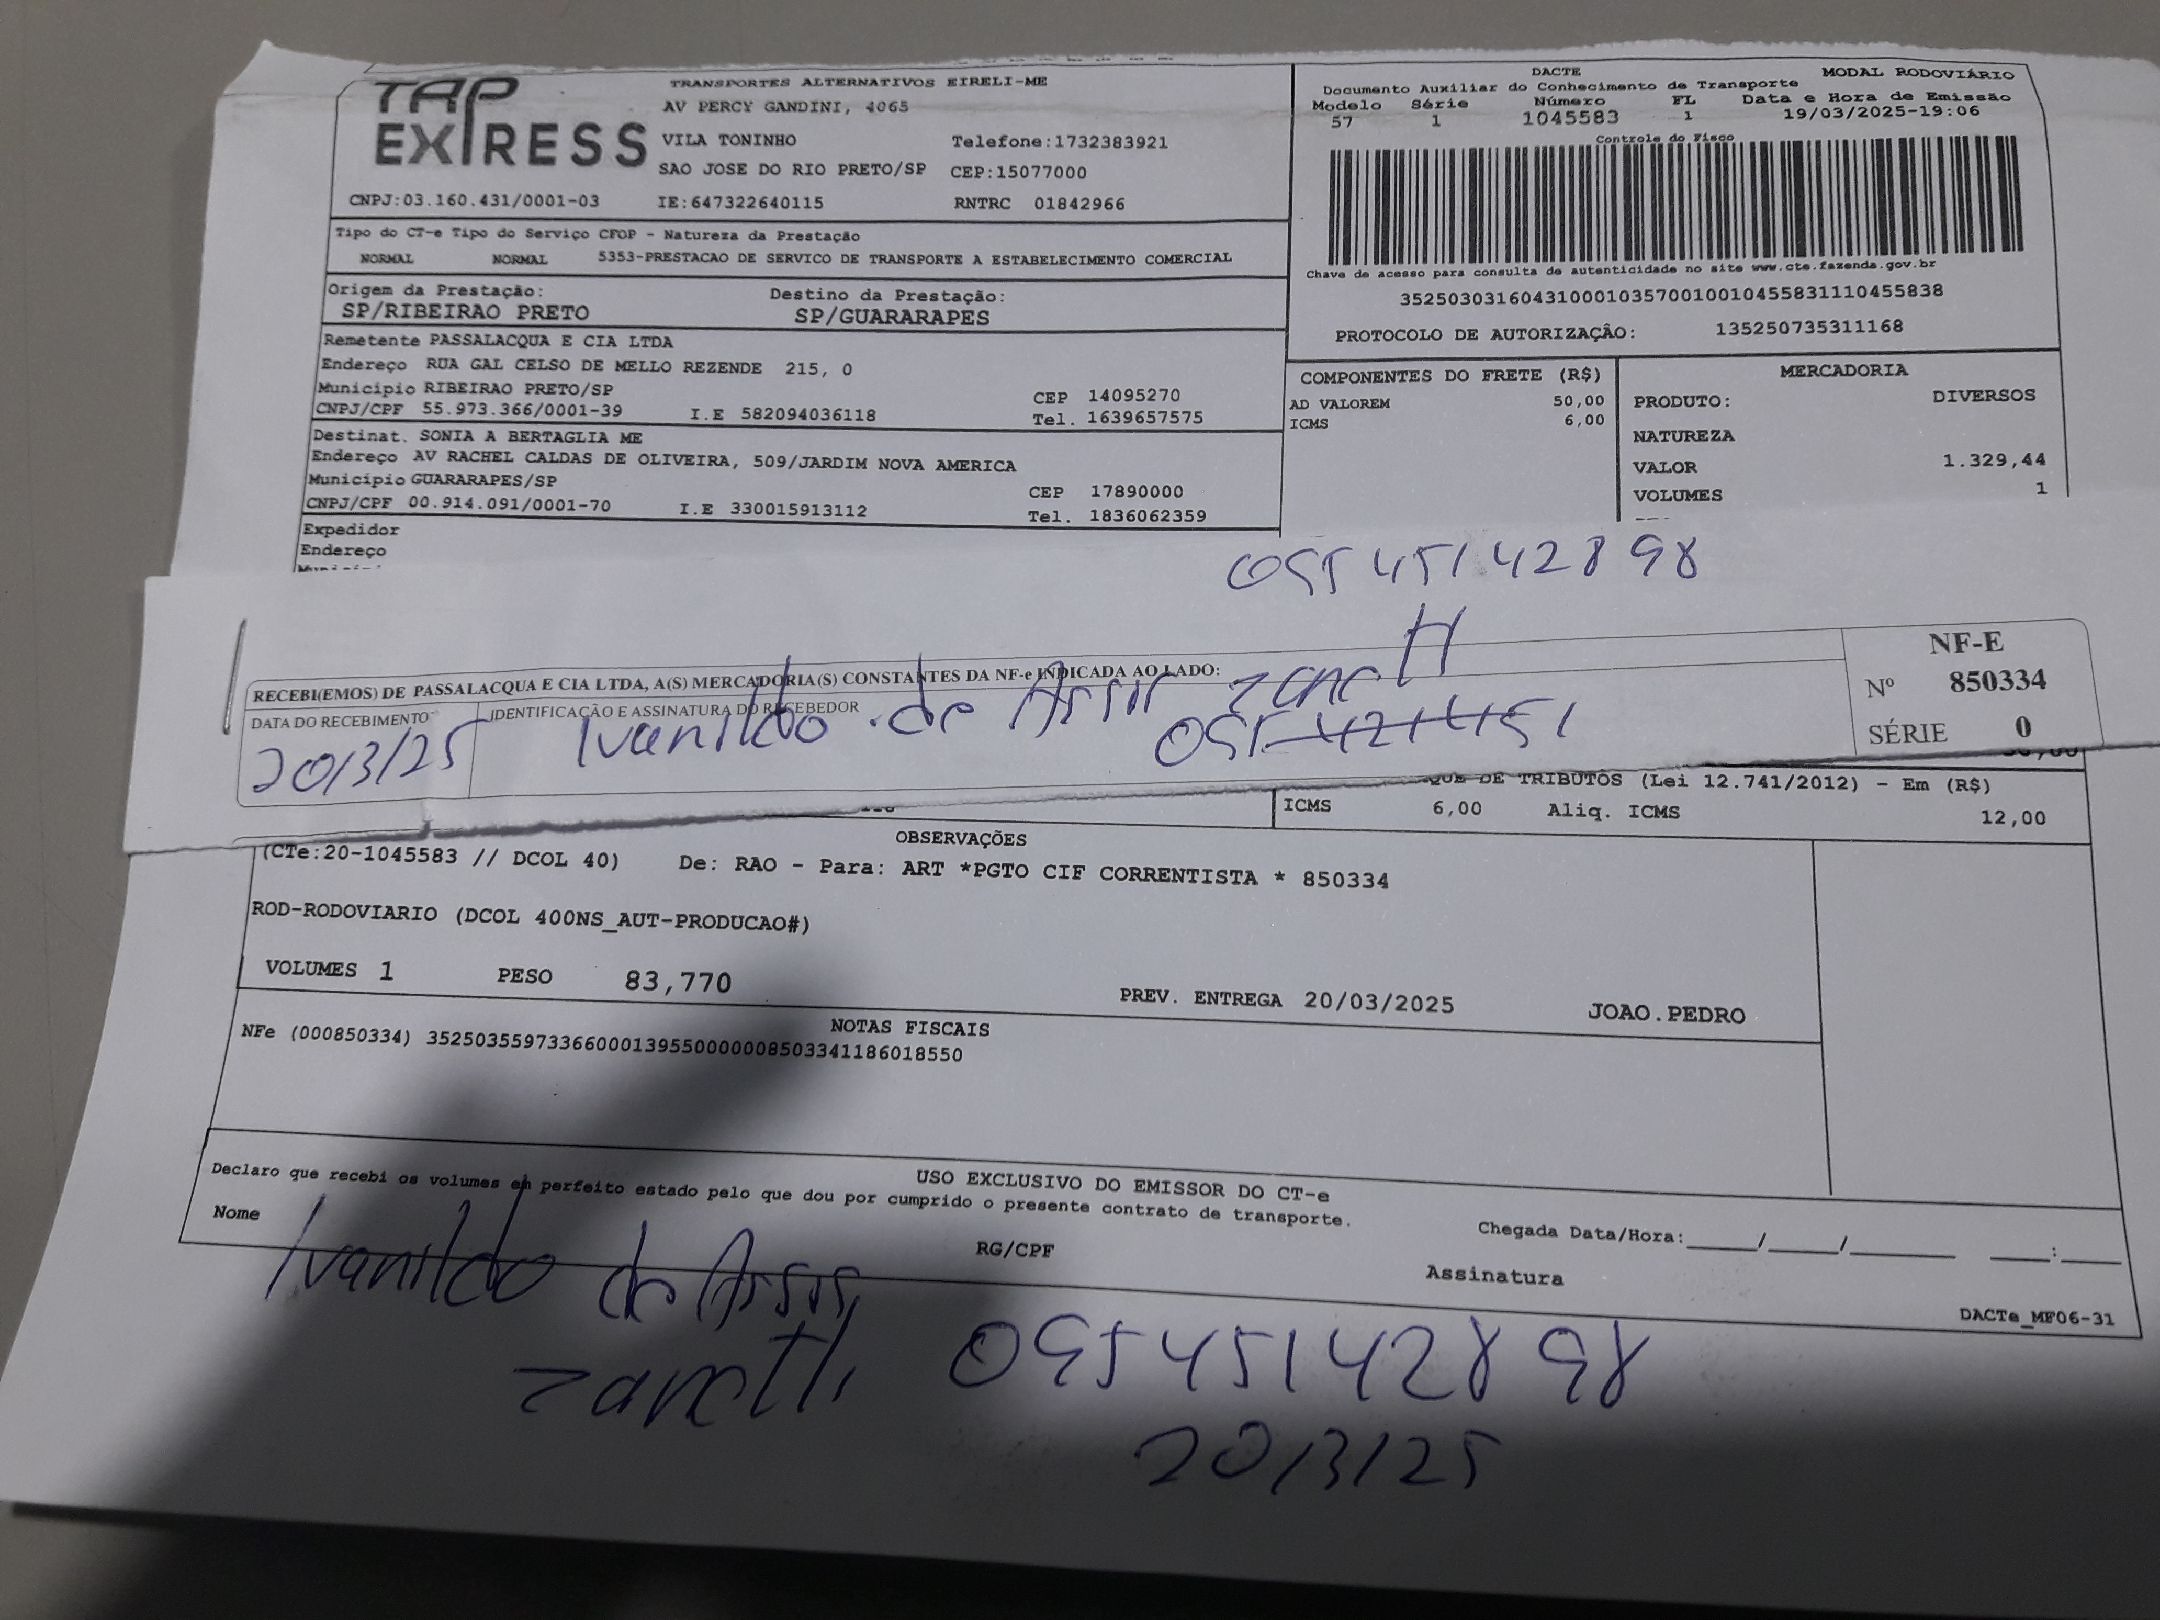 TAP EXPRESS
TRANSPORTES ALTERNATIVOS EIRELI-ME
AV PERCY GANDINI, 4065
VILA TONINHO Telefone:1732383921
SAO JOSE DO RIO PRETO/SP CEP:15077000
CNPJ:03.160.431/0001-03 IE:647322640115 RNTRC 01842966
Tipo do CT-e Tipo do Serviço CFOP - Natureza da Prestação
NORMAL NORMAL 5353-PRESTACAO DE SERVICO DE TRANSPORTE A ESTABELECIMENTO COMERCIAL
Origem da Prestação: Destino da Prestação:
SP/RIBEIRAO PRETO SP/GUARARAPES
Remetente PASSALACQUA E CIA LTDA
Endereço RUA GAL CELSO DE MELLO REZENDE 215, 0
Município RIBEIRAO PRETO/SP CEP 14095270
CNPJ/CPF 55.973.366/0001-39 I.E 582094036118 Tel. 1639657575
Destinat. SONIA A BERTAGLIA ME
Endereço AV RACHEL CALDAS DE OLIVEIRA, 509/JARDIM NOVA AMERICA
Município GUARARAPES/SP CEP 17890000
CNPJ/CPF 00.914.091/0001-70 I.E 330015913112 Tel. 1836062359
Expedidor
Endereço
DACTE MODAL RODOVIÁRIO
Documento Auxiliar do Conhecimento de Transporte
Modelo Série Número FL Data e Hora de Emissão
57 1 1045583 1 19/03/2025-19:06
Controle do Fisco
Chave de acesso para consulta de autenticidade no site www.cte.fazenda.gov.br
35250303160431000103570010010455831110455838
PROTOCOLO DE AUTORIZAÇÃO: 135250735311168
COMPONENTES DO FRETE (R$)
AD VALOREM 50,00
ICMS 6,00
MERCADORIA
PRODUTO: DIVERSOS
NATUREZA
VALOR 1.329,44
VOLUMES 1
09545142898
RECEBI(EMOS) DE PASSALACQUA E CIA LTDA, A(S) MERCADORIA(S) CONSTANTES DA NF-e INDICADA AO LADO:
DATA DO RECEBIMENTO IDENTIFICAÇÃO E ASSINATURA DO RECEBEDOR
20/3/25 Ivanildo de Assis Zanetti
NF-E
Nº 850334
SÉRIE 0
QUE DE TRIBUTOS (Lei 12.741/2012) - Em (R$)
ICMS 6,00 Aliq. ICMS 12,00
OBSERVAÇÕES
(CTe:20-1045583 // DCOL 40) De: RAO - Para: ART *PGTO CIF CORRENTISTA * 850334
ROD-RODOVIARIO (DCOL 400NS_AUT-PRODUCAO#)
VOLUMES 1 PESO 83,770 PREV. ENTREGA 20/03/2025 JOAO.PEDRO
NOTAS FISCAIS
NFe (000850334) 35250355973366000139550000008503341186018550
USO EXCLUSIVO DO EMISSOR DO CT-e
Declaro que recebi os volumes em perfeito estado pelo que dou por cumprido o presente contrato de transporte.
Nome RG/CPF Assinatura Chegada Data/Hora:____/____/______ ___:___
DACTe_MF06-31
Ivanildo de Assis
Zanetti 09545142898
20/3/25